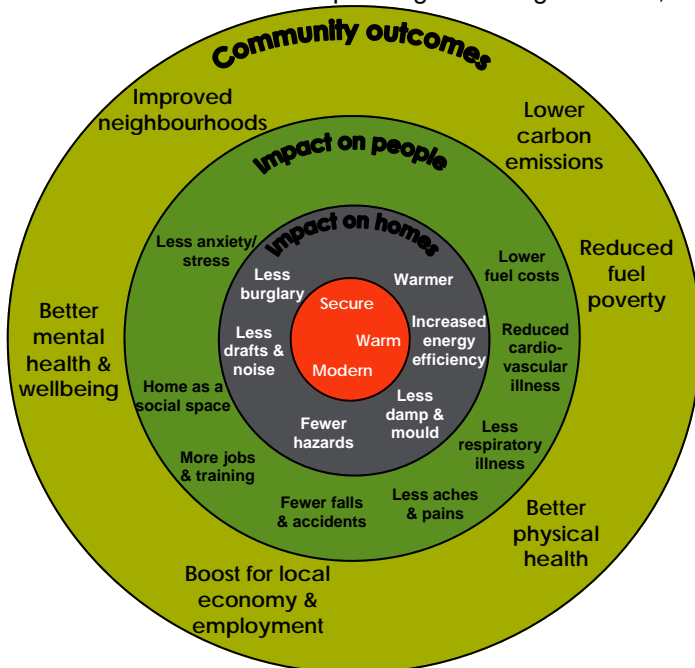 Community outcomes
Improved
neighbourhoods
Lower
carbon
emissions
Reduced
fuel
poverty
Better
physical
health
Boost for local
economy &
employment
Better
mental
health &
wellbeing
Impact on people
Less anxiety/
stress
Lower
fuel costs
Reduced
cardio-
vascular
illness
Less
respiratory
illness
Less aches
& pains
Fewer falls
& accidents
More jobs
& training
Home as a
social space
Impact on homes
Less
burglary
Warmer
Increased
energy
efficiency
Less
damp &
mould
Fewer
hazards
Less
drafts &
noise
Secure
Warm
Modern